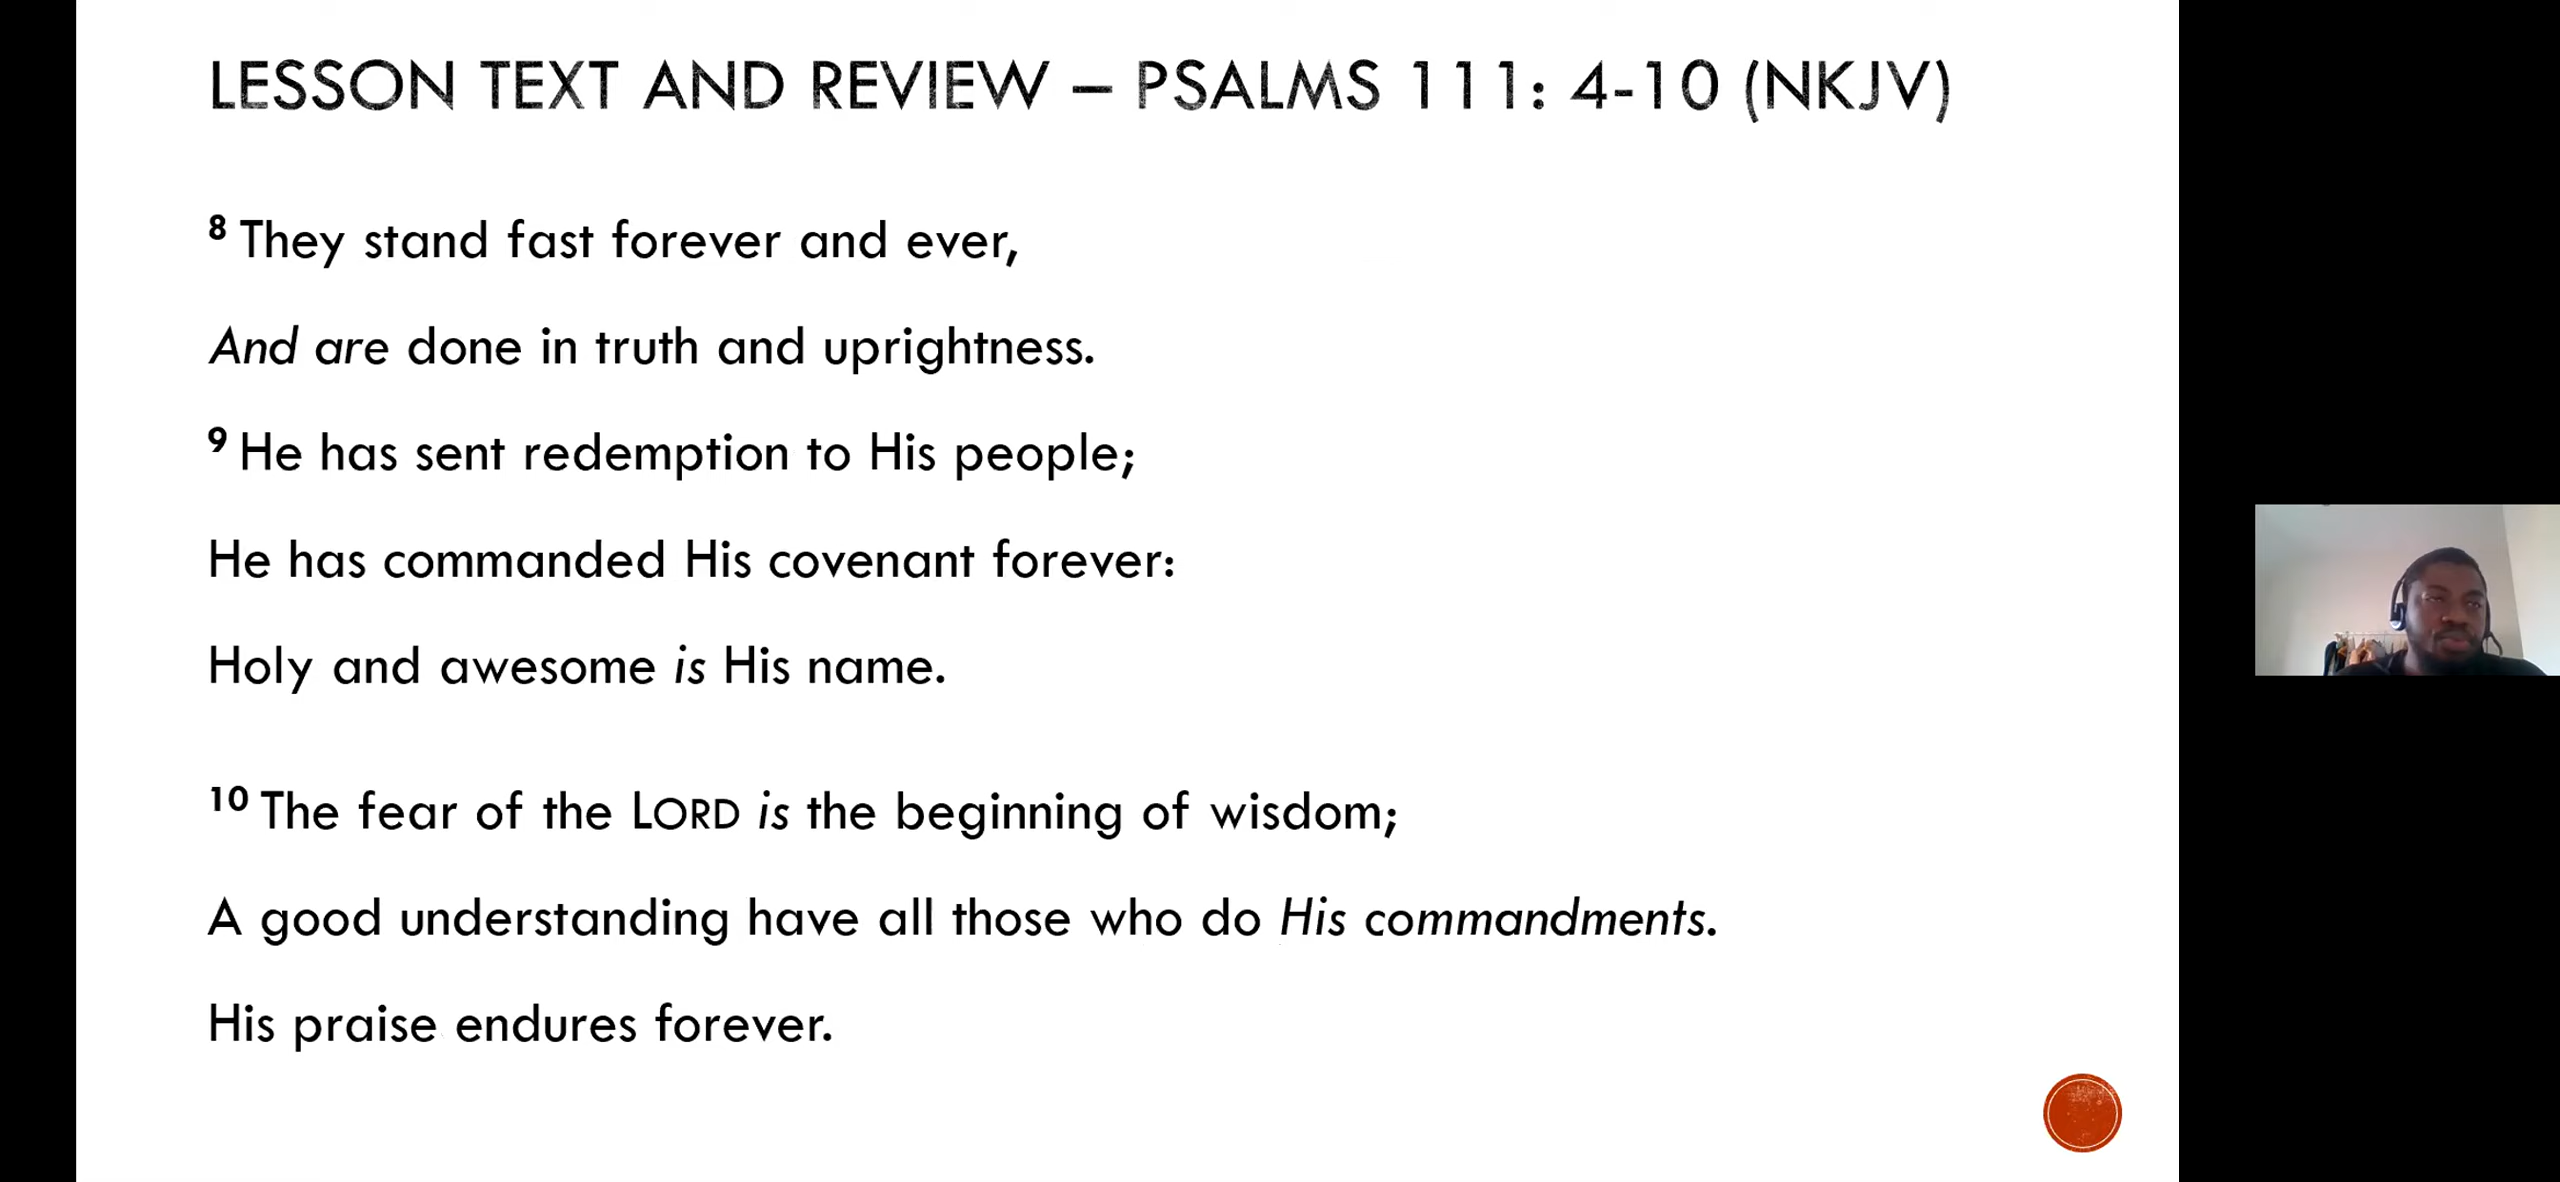 LESSON TEXT AND REVIEW – PSALMS 111: 4-10 (NKJV)
8 They stand fast forever and ever,
And are done in truth and uprightness.
9 He has sent redemption to His people;
He has commanded His covenant forever:
Holy and awesome is His name.
10 The fear of the LORD is the beginning of wisdom;
A good understanding have all those who do His commandments.
His praise endures forever.